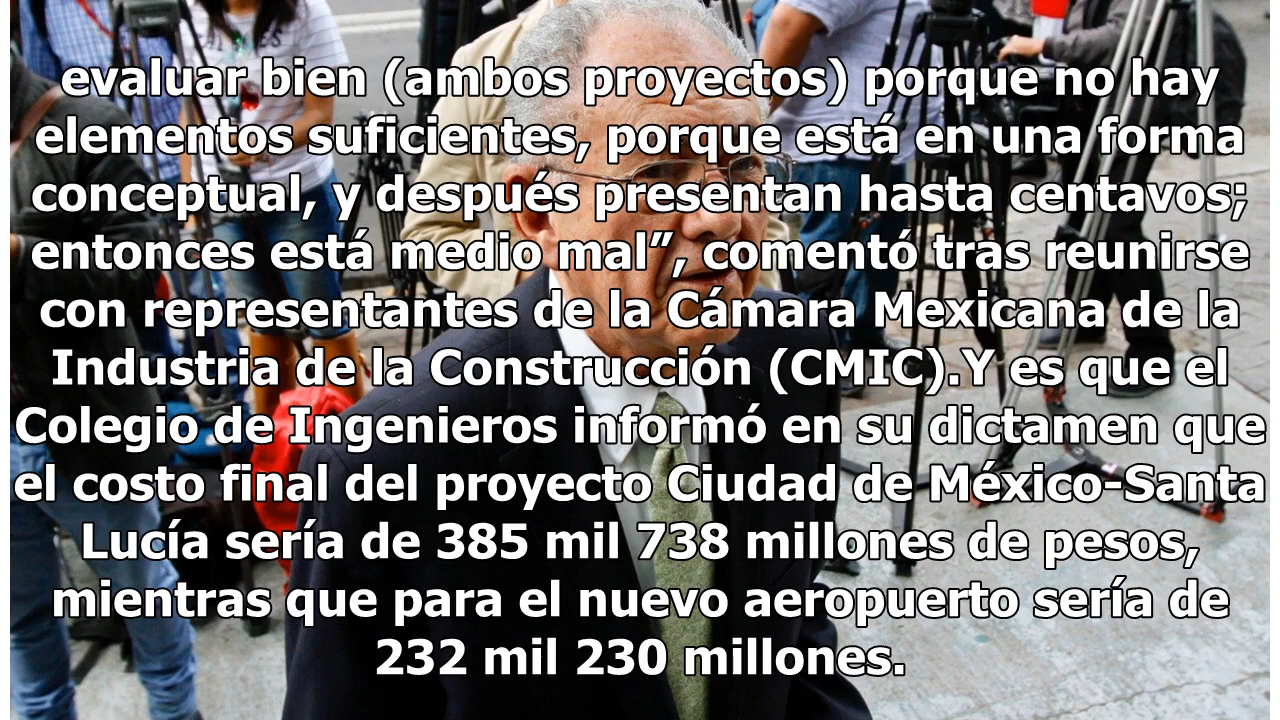 evaluar bien (ambos proyectos) porque no hay
elementos suficientes, porque está en una forma
conceptual, y después presentan hasta centavos;
entonces está medio mal”, comentó tras reunirse
con representantes de la Cámara Mexicana de la
Industria de la Construcción (CMIC).Y es que el
Colegio de Ingenieros informó en su dictamen que
el costo final del proyecto Ciudad de México-Santa
Lucía sería de 385 mil 738 millones de pesos,
mientras que para el nuevo aeropuerto sería de
232 mil 230 millones.